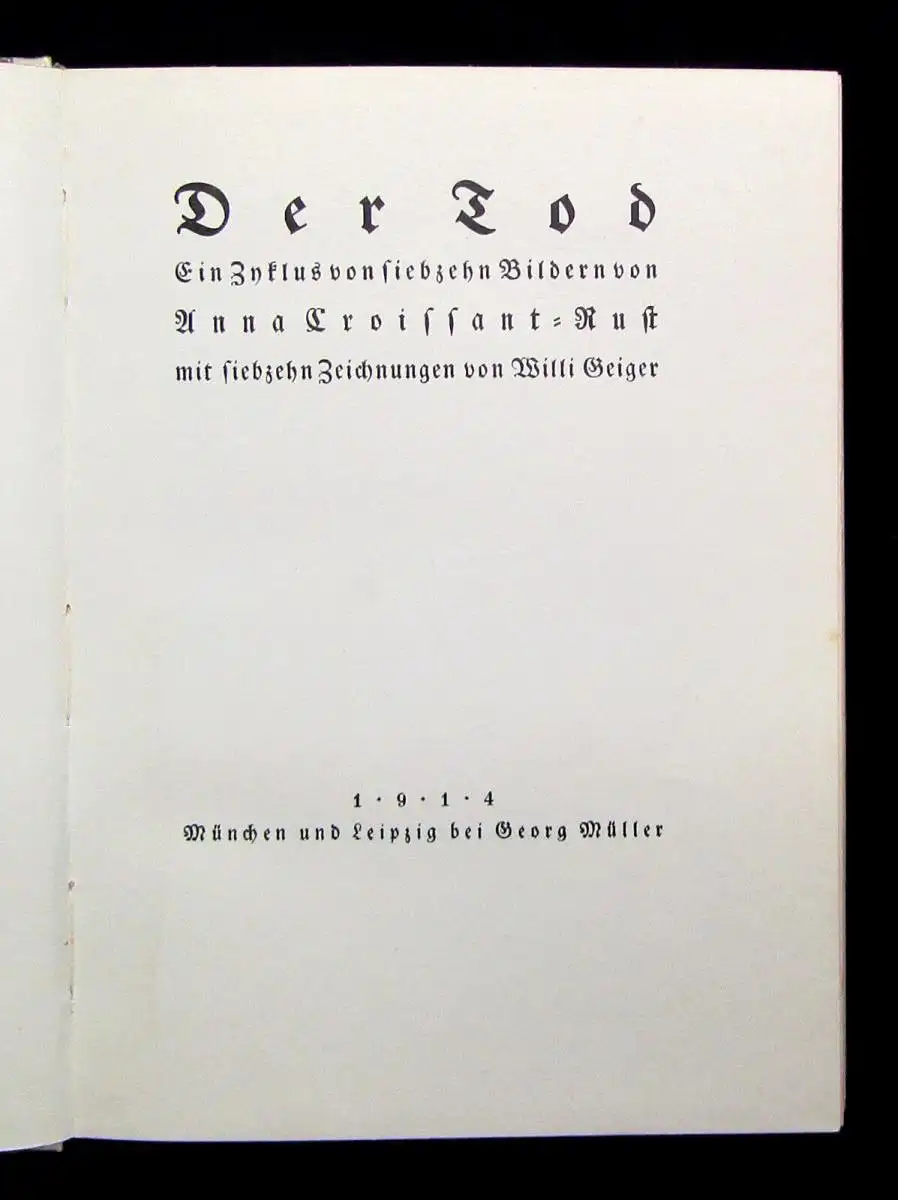 Der Tod
Ein Zyklus von ſiebzehn Bildern von
Anna Croiſſant-Ruſt
mit ſiebzehn Zeichnungen von Willi Geiger
1·9·1·4
München und Leipzig bei Georg Müller